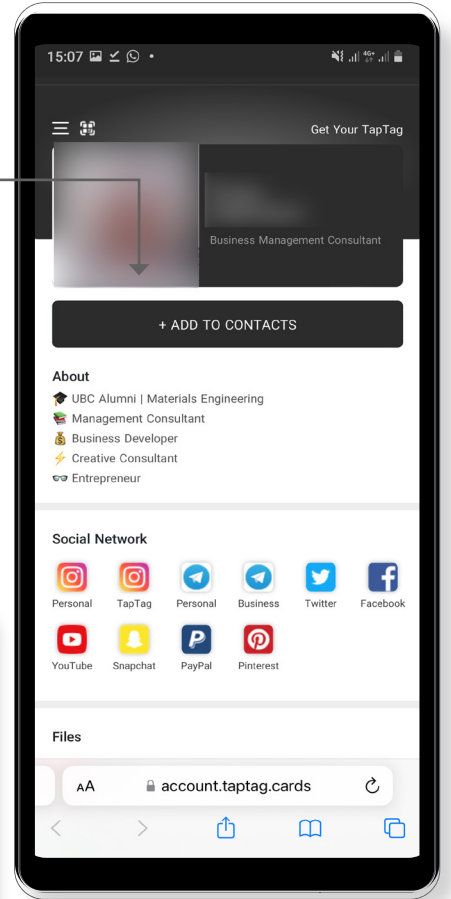 15:07
4G+
Get Your TapTag
Business Management Consultant
+ ADD TO CONTACTS
About
UBC Alumni | Materials Engineering
Management Consultant
Business Developer
Creative Consultant
Entrepreneur
Social Network
Personal TapTag Personal Business Twitter Facebook
YouTube Snapchat PayPal Pinterest
Files
AA account.taptag.cards